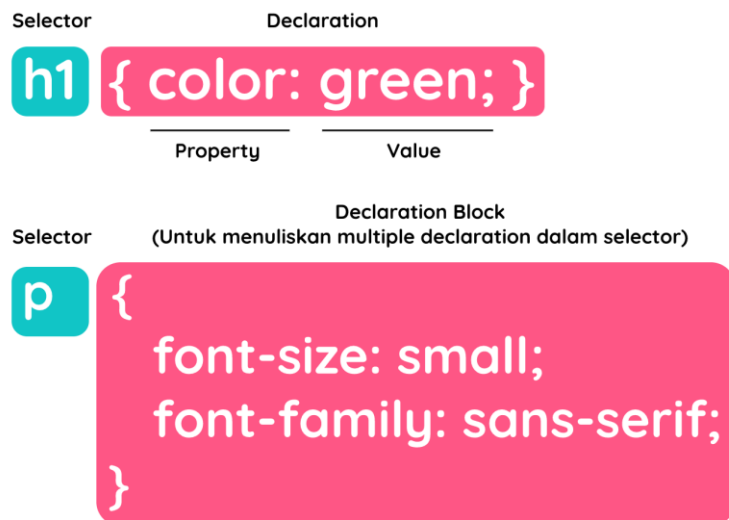 Selector Declaration
h1 { color: green; }
Property Value
Declaration Block
Selector (Untuk menuliskan multiple declaration dalam selector)
p {
font-size: small;
font-family: sans-serif;
}